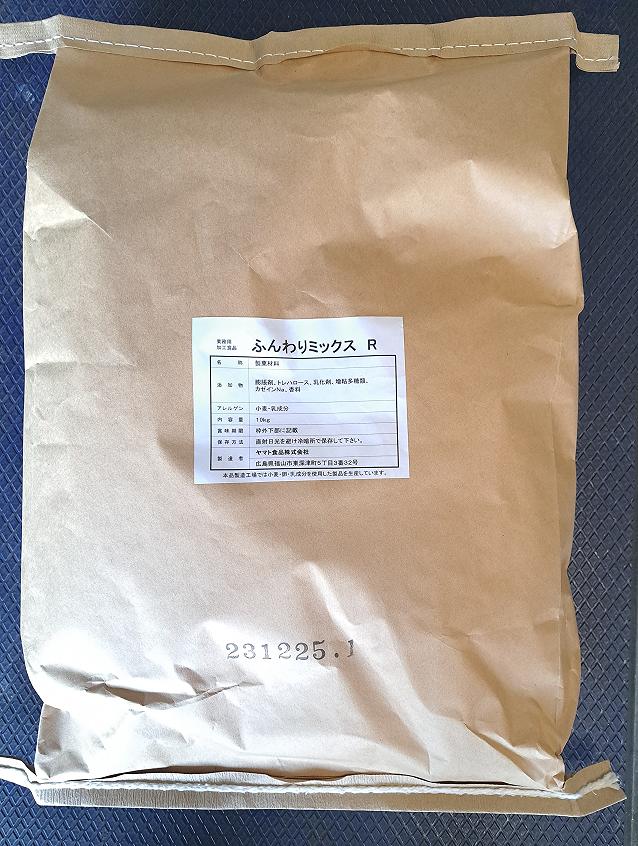 業務用
加工食品
ふんわりミックス R
名称 製菓材料
添加物 膨張剤、トレハロース、乳化剤、増粘多糖類、
カゼインNa、香料
アレルゲン 小麦・乳成分
内容量 10kg
賞味期限 枠外下部に記載
保存方法 直射日光を避け冷暗所で保存して下さい。
製造者 ヤマト食品株式会社
広島県福山市東深津町5丁目3番32号
本品製造工場では小麦・卵・乳成分を使用した製品を生産しています。
231225.1